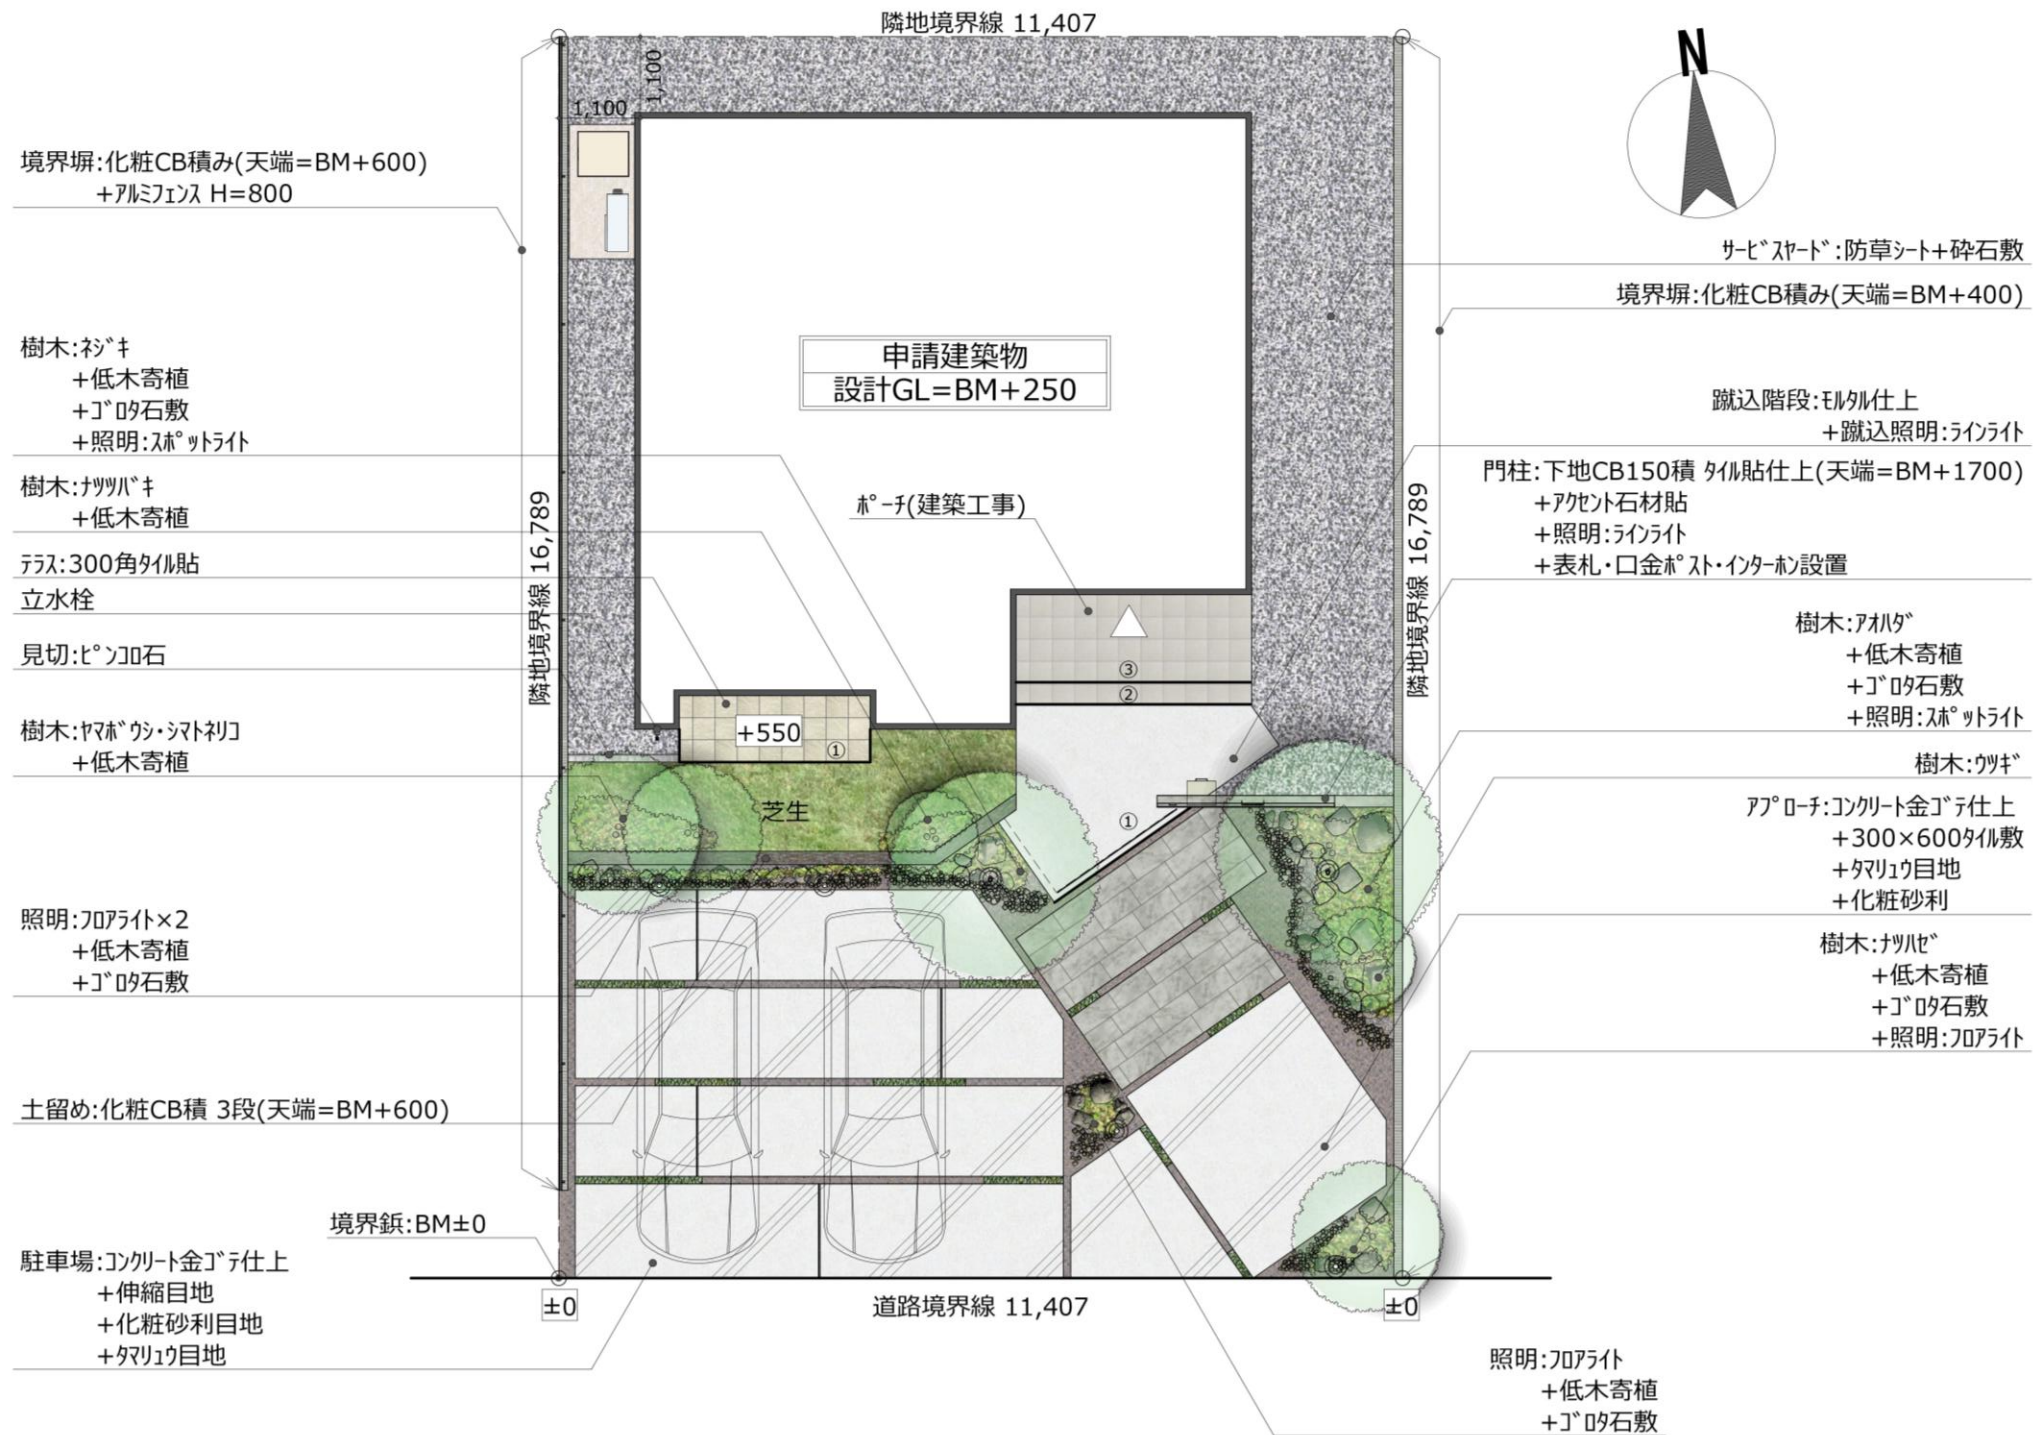 隣地境界線 11,407
N
1,100
1,100
境界塀:化粧CB積み(天端=BM+600)
+ｱﾙﾐﾌｪﾝｽ H=800
樹木:ﾈｼﾞｷ
+低木寄植
+ｺﾞﾛﾀ石敷
+照明:ｽﾎﾟｯﾄﾗｲﾄ
樹木:ﾅﾂﾂﾊﾞｷ
+低木寄植
ﾃﾗｽ:300角ﾀｲﾙ貼
立水栓
見切:ﾋﾟﾝｺﾛ石
樹木:ﾔﾏﾎﾞｳｼ･ｼﾏﾄﾈﾘｺ
+低木寄植
照明:ﾌﾛｱﾗｲﾄ×2
+低木寄植
+ｺﾞﾛﾀ石敷
土留め:化粧CB積 3段(天端=BM+600)
境界鋲:BM±0
駐車場:ｺﾝｸﾘｰﾄ金ｺﾞﾃ仕上
+伸縮目地
+化粧砂利目地
+ﾀﾏﾘｭｳ目地
隣地境界線 16,789
申請建築物
設計GL=BM+250
ﾎﾟｰﾁ(建築工事)
③
②
①
+550
①
芝生
±0
道路境界線 11,407
±0
隣地境界線 16,789
ｻｰﾋﾞｽﾔｰﾄﾞ:防草ｼｰﾄ+砕石敷
境界塀:化粧CB積み(天端=BM+400)
蹴込階段:ﾓﾙﾀﾙ仕上
+蹴込照明:ﾗｲﾝﾗｲﾄ
門柱:下地CB150積 ﾀｲﾙ貼仕上(天端=BM+1700)
+ｱｸｾﾝﾄ石材貼
+照明:ﾗｲﾝﾗｲﾄ
+表札･口金ﾎﾟｽﾄ･ｲﾝﾀｰﾎﾝ設置
樹木:ｱｵﾊﾀﾞ
+低木寄植
+ｺﾞﾛﾀ石敷
+照明:ｽﾎﾟｯﾄﾗｲﾄ
樹木:ｳﾂｷﾞ
ｱﾌﾟﾛｰﾁ:ｺﾝｸﾘｰﾄ金ｺﾞﾃ仕上
+300×600ﾀｲﾙ敷
+ﾀﾏﾘｭｳ目地
+化粧砂利
樹木:ﾅﾂﾊｾﾞ
+低木寄植
+ｺﾞﾛﾀ石敷
+照明:ﾌﾛｱﾗｲﾄ
照明:ﾌﾛｱﾗｲﾄ
+低木寄植
+ｺﾞﾛﾀ石敷